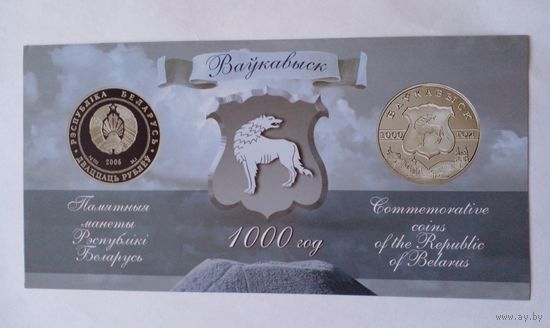 Ваўкавыск
РЭСПУБЛІКА БЕЛАРУСЬ
2005
ДВАЦЦАЦЬ РУБЛЁЎ
ВАЎКАВЫСК
1000
Памятныя
манеты
Рэспублікі
Беларусь
1000 год
Commemorative
coins
of the Republic
of Belarus
© www.ay.by